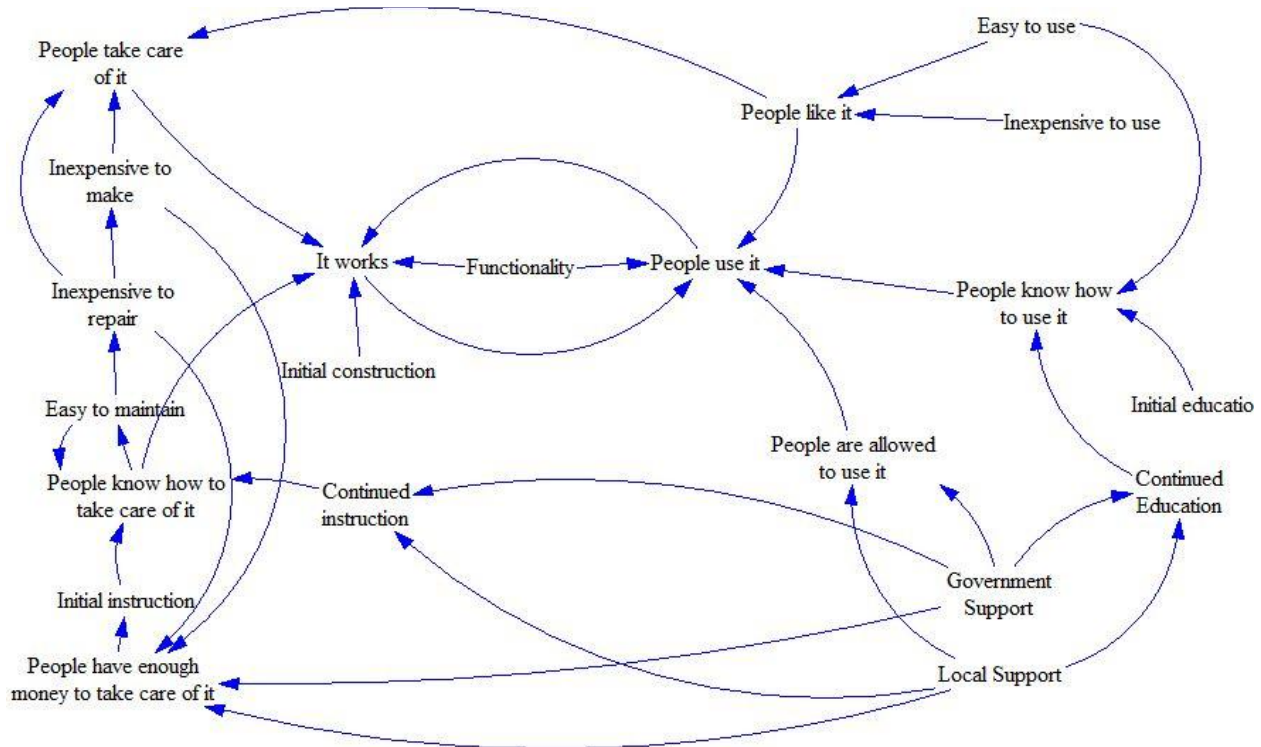 Easy to use
People take care
of it
People like it
Inexpensive to use
Inexpensive to
make
It works
Functionality
People use it
Inexpensive to
repair
People know how
to use it
Initial construction
Easy to maintain
Initial educatio
People are allowed
to use it
People know how to
take care of it
Continued
instruction
Continued
Education
Government
Support
Initial instruction
People have enough
money to take care of it
Local Support